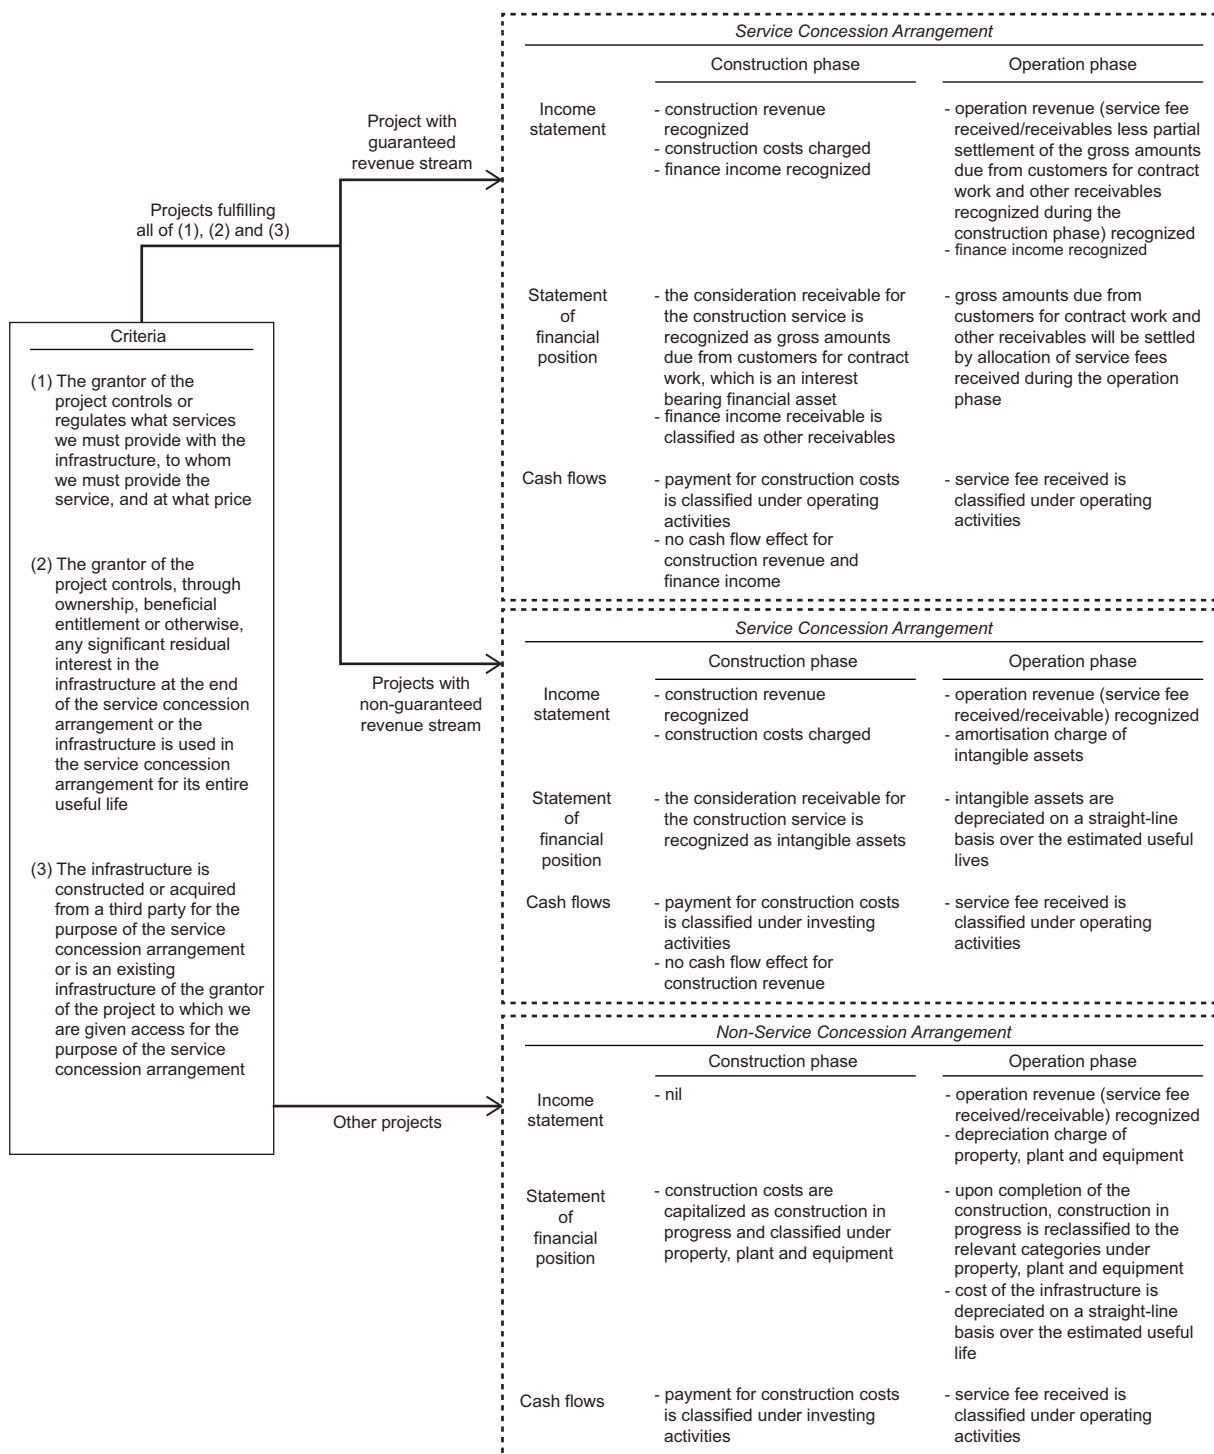 Service Concession Arrangement
Construction phase
Operation phase
Income
statement
- construction revenue
recognized
- construction costs charged
- finance income recognized
- operation revenue (service fee
received/receivables less partial
settlement of the gross amounts
due from customers for contract
work and other receivables
recognized during the
construction phase) recognized
- finance income recognized
Project with
guaranteed
revenue stream
Projects fulfilling
all of (1), (2) and (3)
Statement
of
financial
position
- the consideration receivable for
the construction service is
recognized as gross amounts
due from customers for contract
work, which is an interest
bearing financial asset
- finance income receivable is
classified as other receivables
- gross amounts due from
customers for contract work and
other receivables will be settled
by allocation of service fees
received during the operation
phase
Cash flows
- payment for construction costs
is classified under operating
activities
- no cash flow effect for
construction revenue and
finance income
- service fee received is
classified under operating
activities
Criteria
(1) The grantor of the
project controls or
regulates what services
we must provide with the
infrastructure, to whom
we must provide the
service, and at what price
(2) The grantor of the
project controls, through
ownership, beneficial
entitlement or otherwise,
any significant residual
interest in the
infrastructure at the end
of the service concession
arrangement or the
infrastructure is used in
the service concession
arrangement for its entire
useful life
(3) The infrastructure is
constructed or acquired
from a third party for the
purpose of the service
concession arrangement
or is an existing
infrastructure of the grantor
of the project to which we
are given access for the
purpose of the service
concession arrangement
Projects with
non-guaranteed
revenue stream
Service Concession Arrangement
Construction phase
Operation phase
Income
statement
- construction revenue
recognized
- construction costs charged
- operation revenue (service fee
received/receivable) recognized
- amortisation charge of
intangible assets
Statement
of
financial
position
- the consideration receivable for
the construction service is
recognized as intangible assets
- intangible assets are
depreciated on a straight-line
basis over the estimated useful
lives
Cash flows
- payment for construction costs
is classified under investing
activities
- no cash flow effect for
construction revenue
- service fee received is
classified under operating
activities
Other projects
Non-Service Concession Arrangement
Construction phase
Operation phase
Income
statement
- nil
- operation revenue (service fee
received/receivable) recognized
- depreciation charge of
property, plant and equipment
Statement
of
financial
position
- construction costs are
capitalized as construction in
progress and classified under
property, plant and equipment
- upon completion of the
construction, construction in
progress is reclassified to the
relevant categories under
property, plant and equipment
- cost of the infrastructure is
depreciated on a straight-line
basis over the estimated useful
life
Cash flows
- payment for construction costs
is classified under investing
activities
- service fee received is
classified under operating
activities